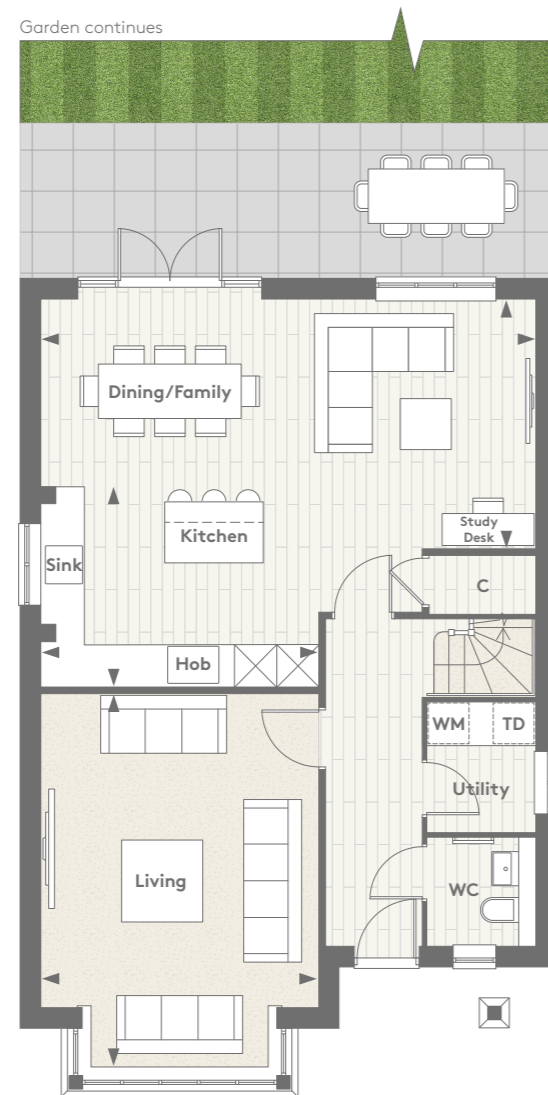 Garden continues
Dining/Family
Kitchen
Study
Desk
Sink
C
Hob
WM
TD
Utility
Living
WC